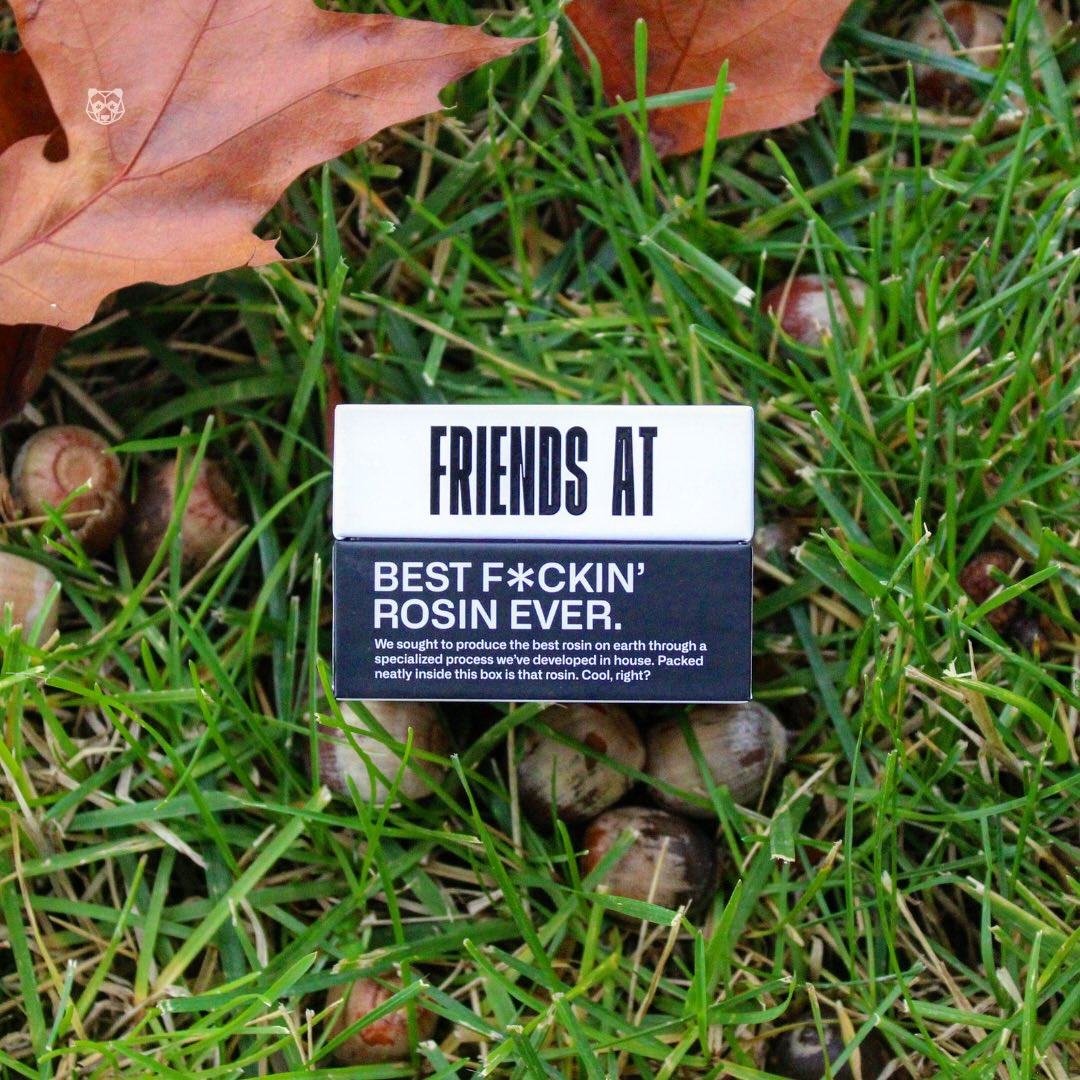 FRIENDS AT
BEST F*CKIN’
ROSIN EVER.
We sought to produce the best rosin on earth through a
specialized process we’ve developed in house. Packed
neatly inside this box is that rosin. Cool, right?